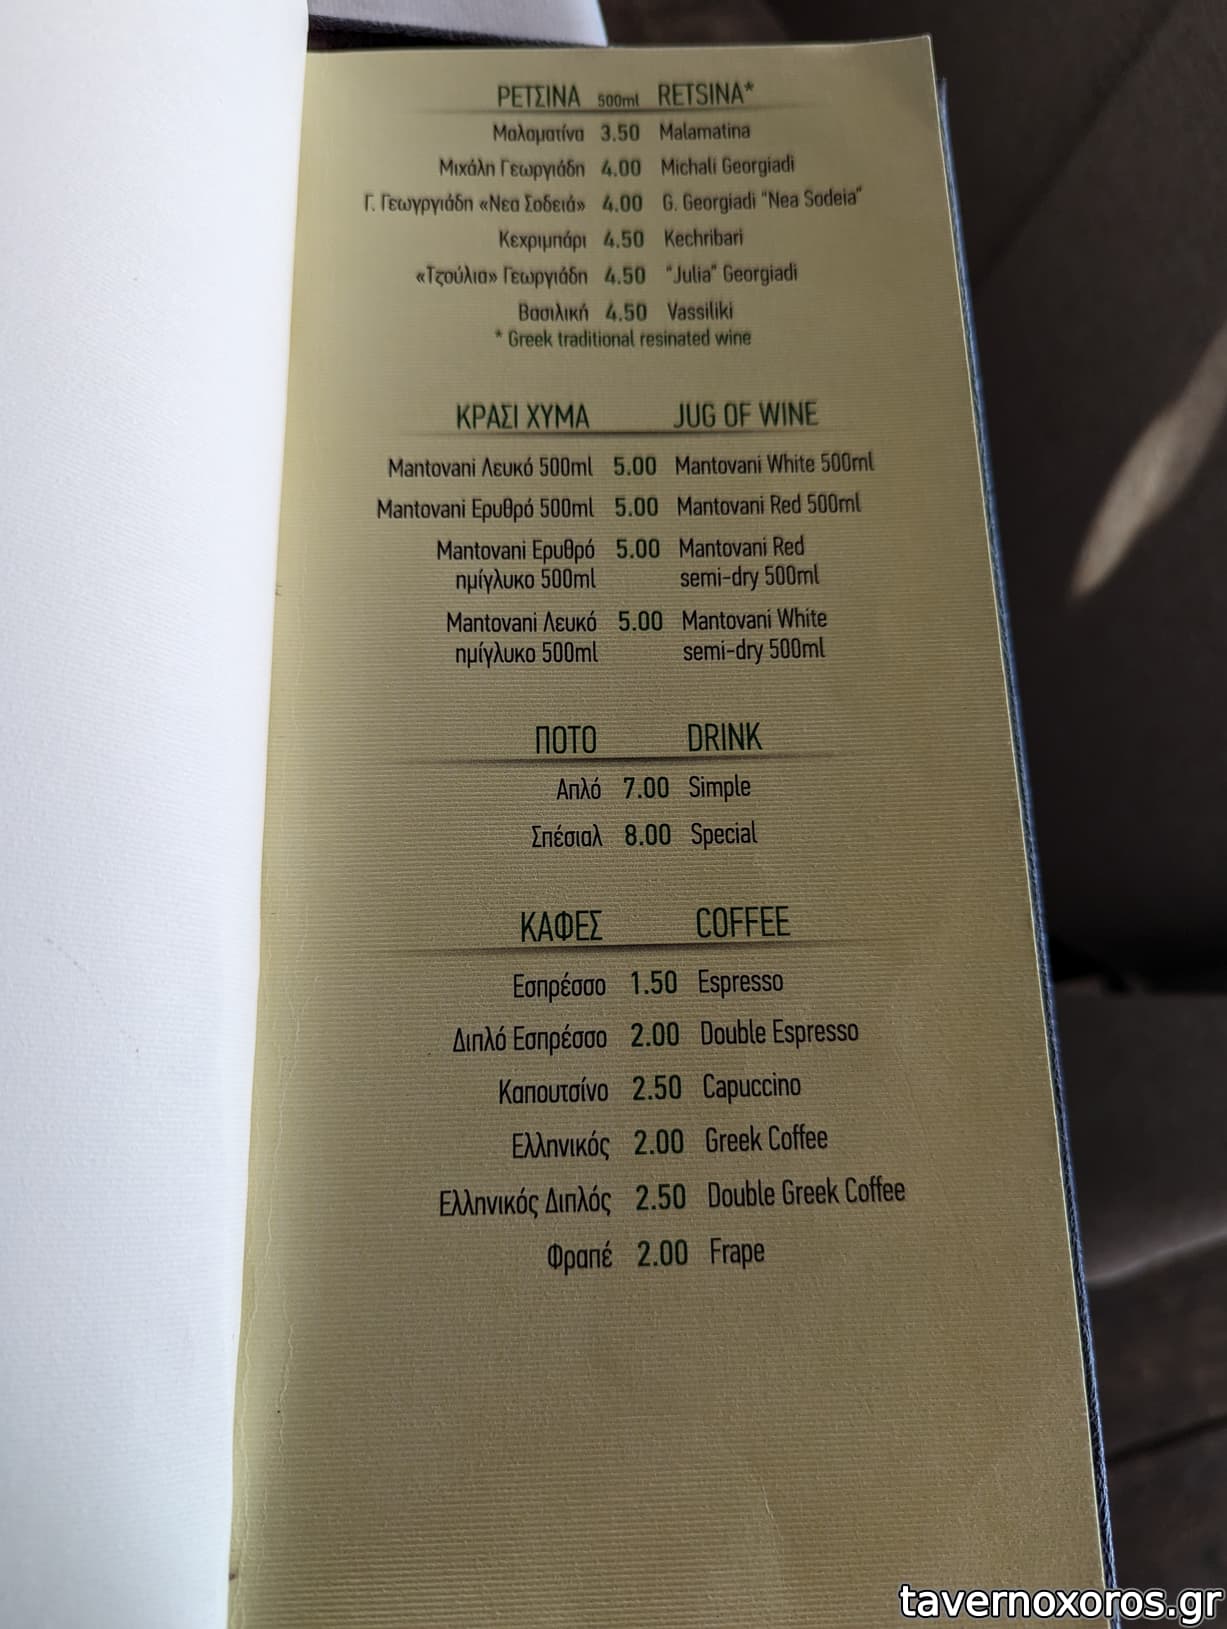 ΡΕΤΣΙΝΑ 500ml RETSINA*
Μαλαματίνα 3.50 Malamatina
Μιχάλη Γεωργιάδη 4.00 Michali Georgiadi
Γ. Γεωγργιάδη «Νεα Σοδειά» 4.00 G. Georgiadi "Nea Sodeia"
Κεχριμπάρι 4.50 Kechribari
«Τζούλια» Γεωργιάδη 4.50 "Julia" Georgiadi
Βασιλική 4.50 Vassiliki
* Greek traditional resinated wine
ΚΡΑΣΙ ΧΥΜΑ JUG OF WINE
Mantovani Λευκό 500ml 5.00 Mantovani White 500ml
Mantovani Ερυθρό 500ml 5.00 Mantovani Red 500ml
Mantovani Ερυθρό 5.00 Mantovani Red
ημίγλυκο 500ml semi-dry 500ml
Mantovani Λευκό 5.00 Mantovani White
ημίγλυκο 500ml semi-dry 500ml
ΠΟΤΟ DRINK
Απλό 7.00 Simple
Σπέσιαλ 8.00 Special
ΚΑΦΕΣ COFFEE
Εσπρέσσο 1.50 Espresso
Διπλό Εσπρέσσο 2.00 Double Espresso
Καπουτσίνο 2.50 Capuccino
Ελληνικός 2.00 Greek Coffee
Ελληνικός Διπλός 2.50 Double Greek Coffee
Φραπέ 2.00 Frape
tavernoxoros.gr